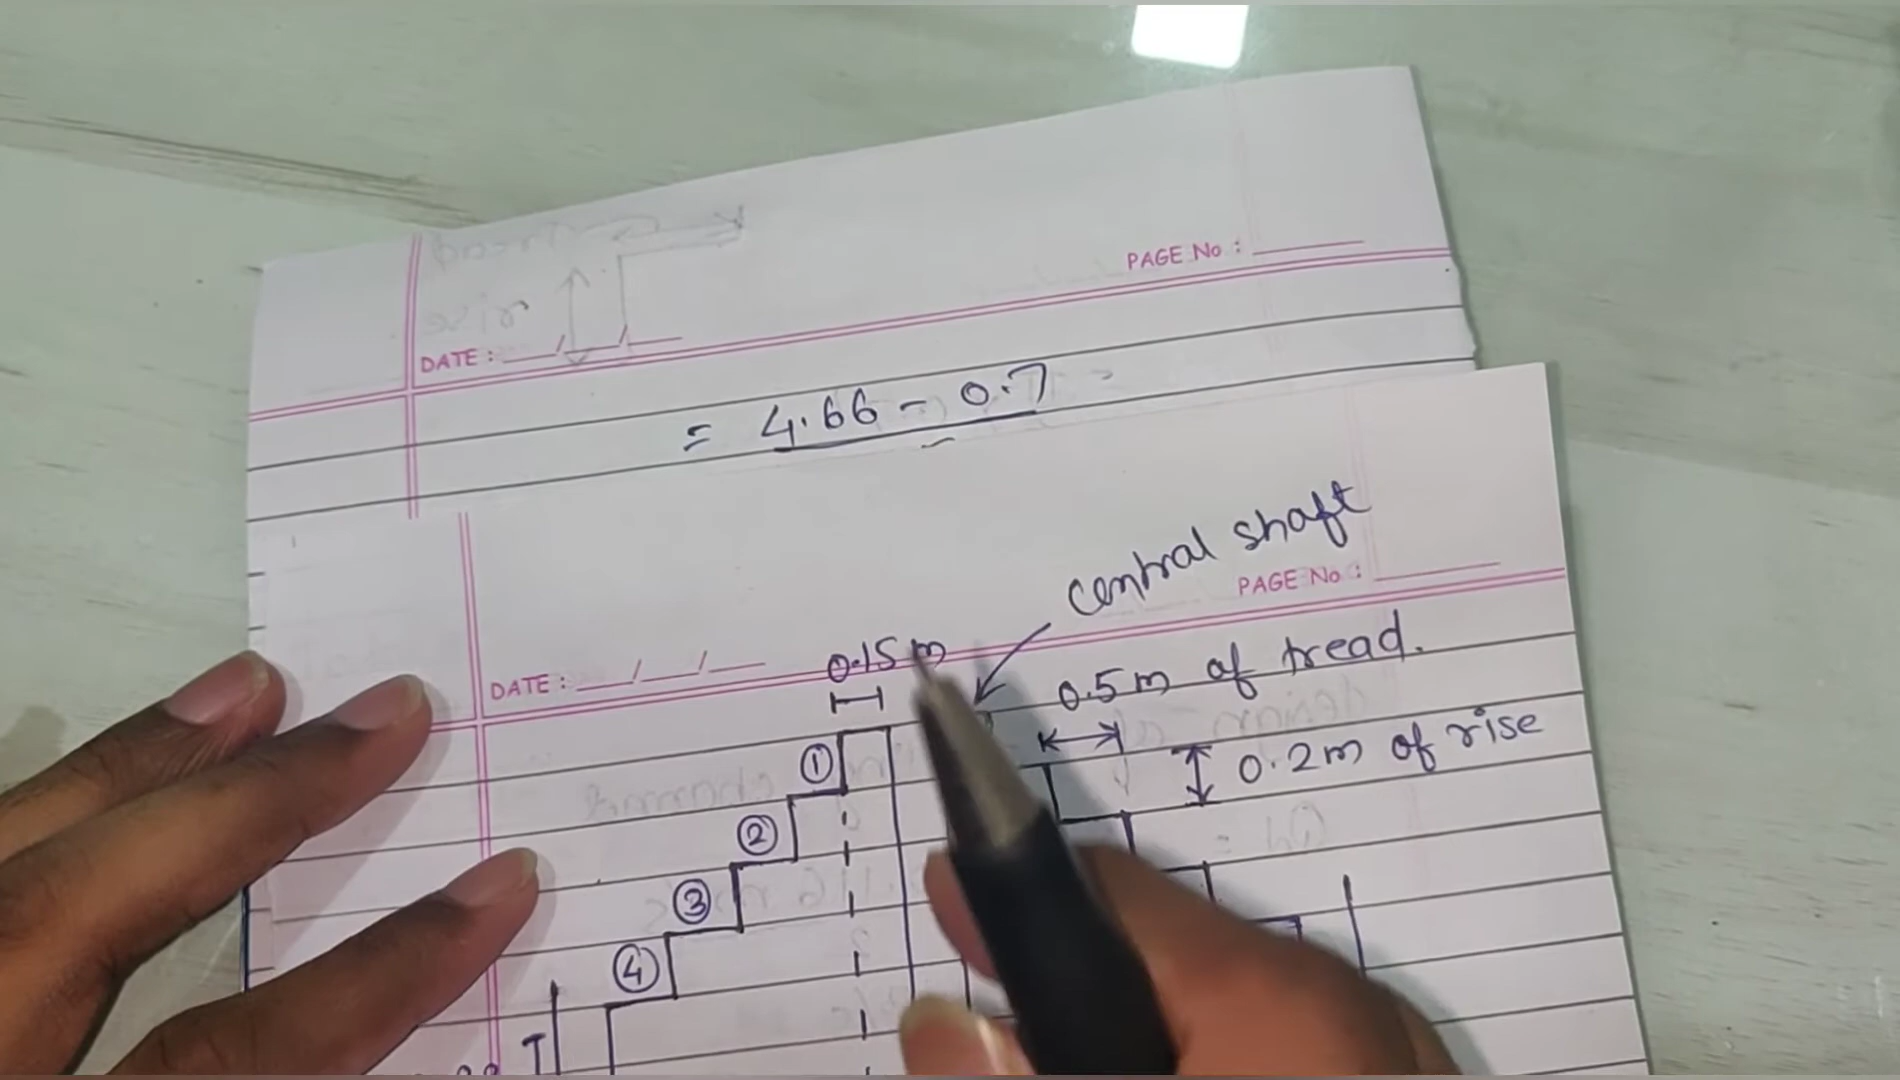 PAGE No :
DATE :
= 4.66 - 0.7
central shaft
PAGE No :
DATE :
0.15 m
0.5 m of tread.
0.2 m of rise
①
②
③
④